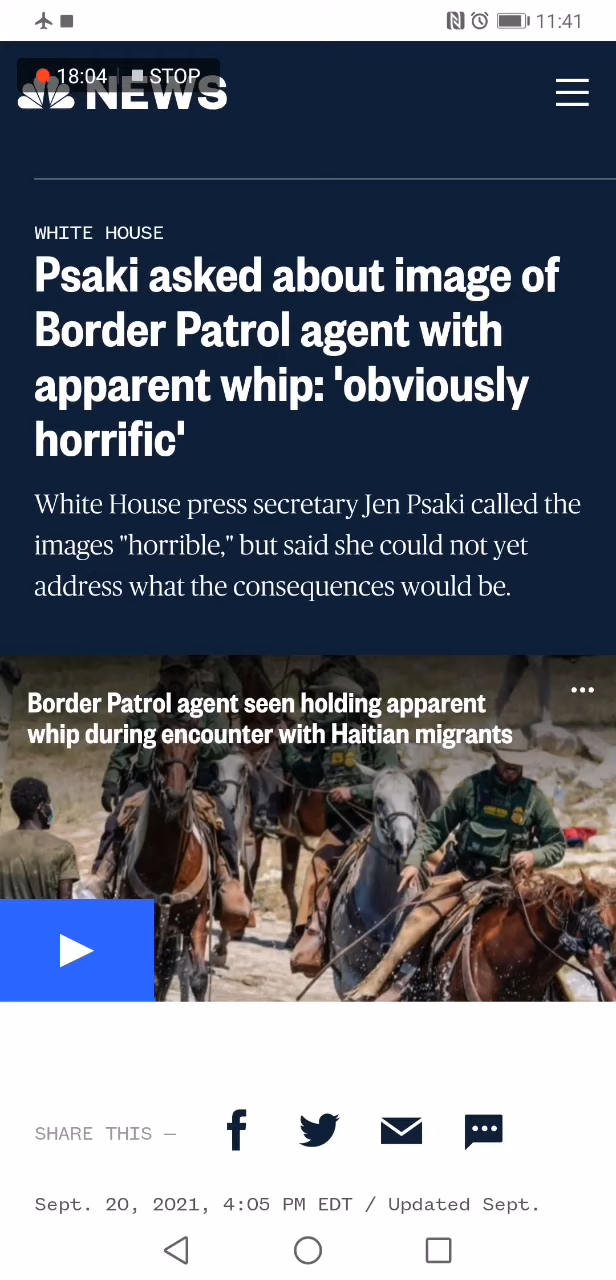 11:41
18:04 STOP
NEWS
WHITE HOUSE
Psaki asked about image of
Border Patrol agent with
apparent whip: 'obviously
horrific'
White House press secretary Jen Psaki called the
images "horrible," but said she could not yet
address what the consequences would be.
Border Patrol agent seen holding apparent
whip during encounter with Haitian migrants
SHARE THIS —
Sept. 20, 2021, 4:05 PM EDT / Updated Sept.